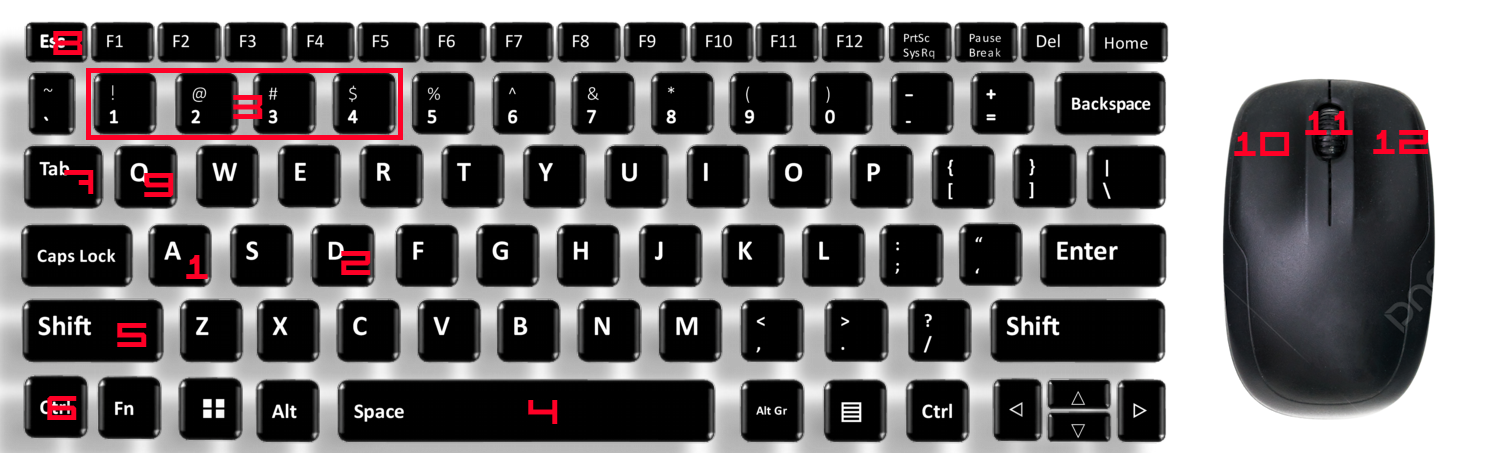 Esc 8 F1 F2 F3 F4 F5 F6 F7 F8 F9 F10 F11 F12 PrtSc SysRq Pause Break Del Home
~ ! @ # $ % ^ & * ( ) – +
` 1 2 3 3 4 5 6 7 8 9 0 - = Backspace
10 11 12
Tab 7 Q 9 W E R T Y U I O P { [ } ] | \
Caps Lock A 1 S D 2 F G H J K L : ; “ ‘ Enter
Shift 5 Z X C V B N M < , > . ? / Shift
Ctrl 6 Fn Alt Space 4 Alt Gr Ctrl ◁ △ ▽ ▷